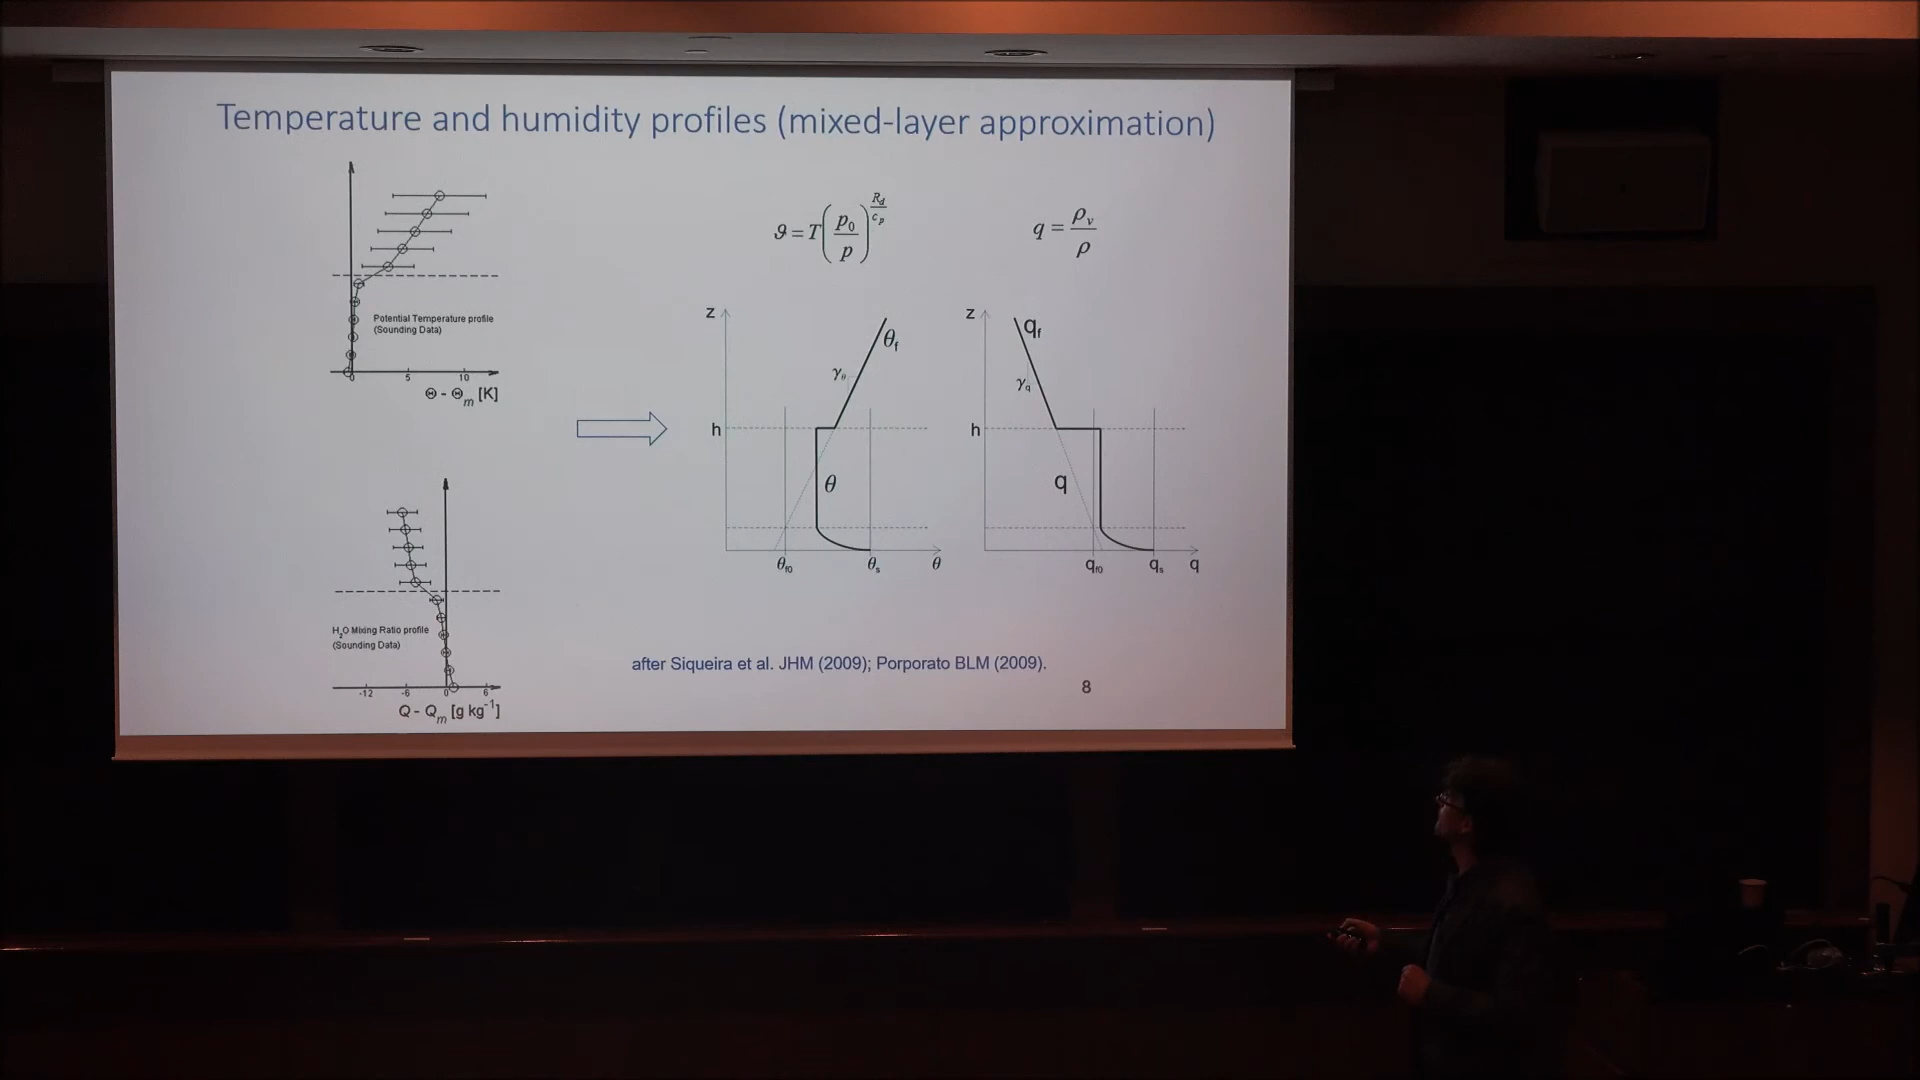 Temperature and humidity profiles (mixed-layer approximation)
Potential Temperature profile
(Sounding Data)
0 5 10
Θ - Θm [K]
H2O Mixing Ratio profile
(Sounding Data)
-12 -6 0 6
Q - Qm [g kg-1]
ϑ = T(p0/p)^(Rd/cp)
q = ρv/ρ
z
θf
γθ
h
θ
θf0 θs θ
z
qf
γq
h
q
qf0 qs q
after Siqueira et al. JHM (2009); Porporato BLM (2009).
8